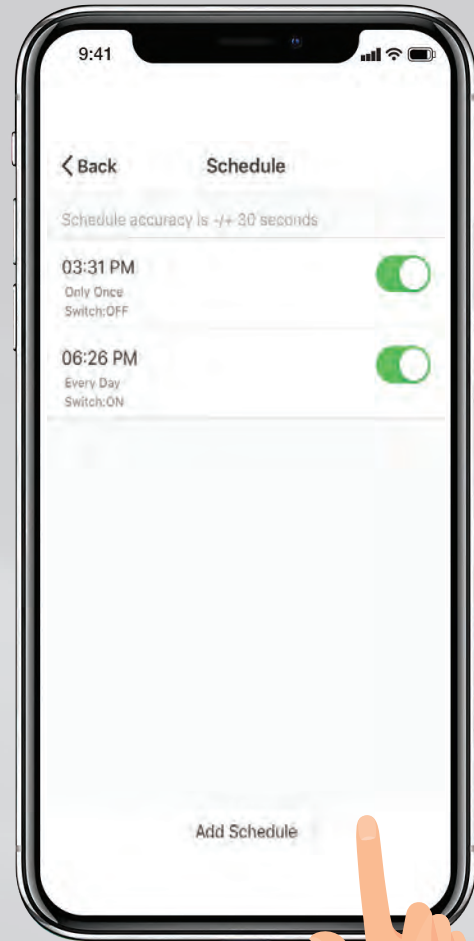 9:41
Back Schedule
Schedule accuracy is -/+ 30 seconds
03:31 PM
Only Once
Switch:OFF
06:26 PM
Every Day
Switch:ON
Add Schedule